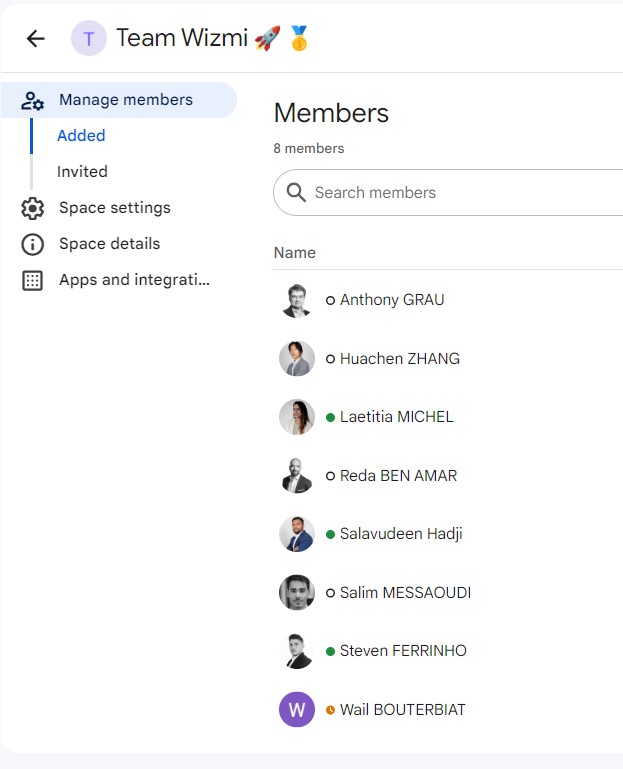 T Team Wizmi 🚀 🥇
Manage members
Added
Invited
Space settings
Space details
Apps and integrati...
Members
8 members
Search members
Name
Anthony GRAU
Huachen ZHANG
Laetitia MICHEL
Reda BEN AMAR
Salavudeen Hadji
Salim MESSAOUDI
Steven FERRINHO
W Wail BOUTERBIAT